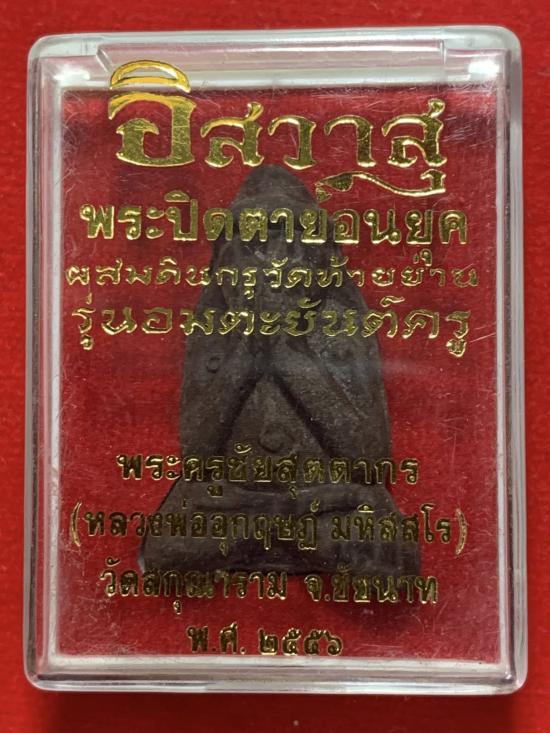 อิสวาสุ
พระปิดตาย้อนยุค
ผสมดินกรุวัดท้ายย่าน
รุ่นอมตะยันต์ครู
พระครูชัยสุตตากร
(หลวงพ่ออุกฤษฏ์ มหิสสโร)
วัดสกุณาราม จ.ชัยนาท
พ.ศ. ๒๕๕๖